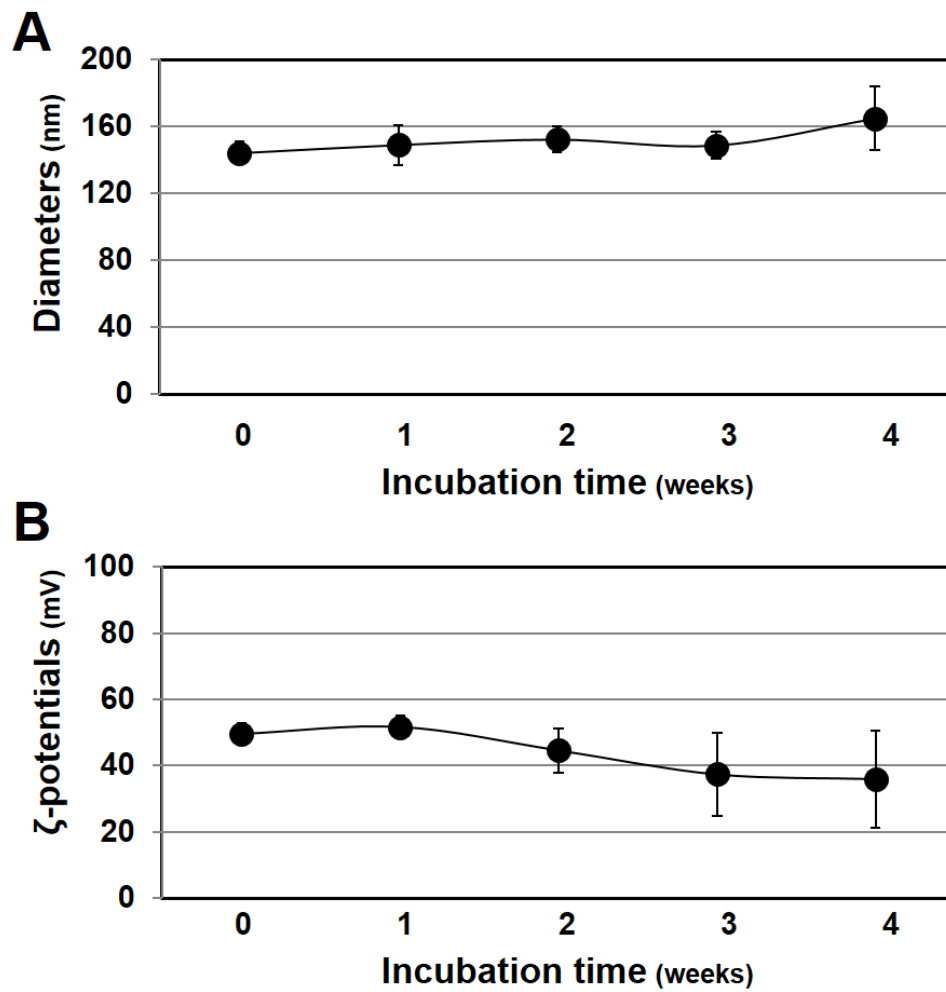 A
Diameters (nm)
200
160
120
80
40
0
0 1 2 3 4
Incubation time (weeks)
B
ζ-potentials (mV)
100
80
60
40
20
0
0 1 2 3 4
Incubation time (weeks)